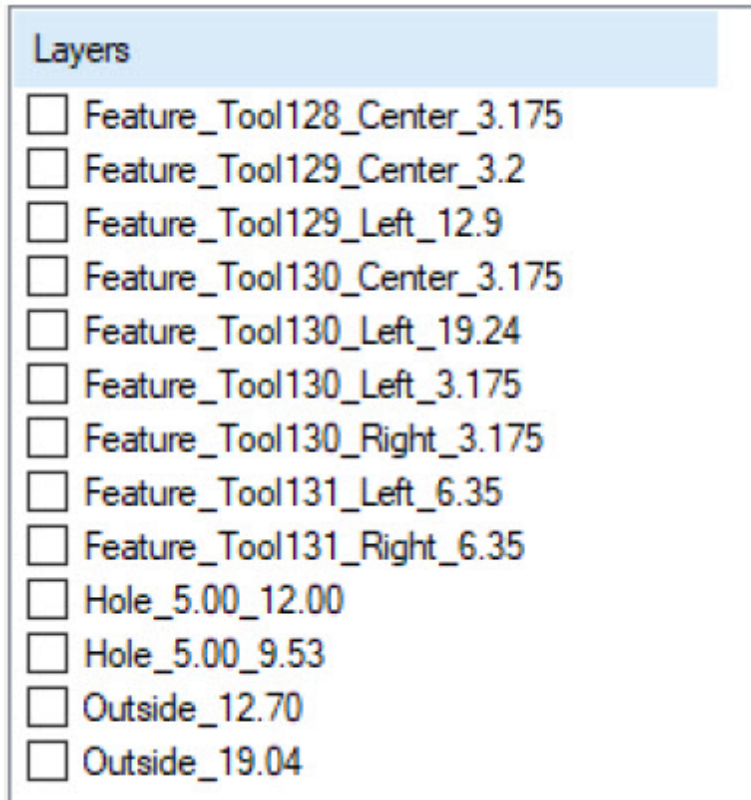 Layers
Feature_Tool128_Center_3.175
Feature_Tool129_Center_3.2
Feature_Tool129_Left_12.9
Feature_Tool130_Center_3.175
Feature_Tool130_Left_19.24
Feature_Tool130_Left_3.175
Feature_Tool130_Right_3.175
Feature_Tool131_Left_6.35
Feature_Tool131_Right_6.35
Hole_5.00_12.00
Hole_5.00_9.53
Outside_12.70
Outside_19.04